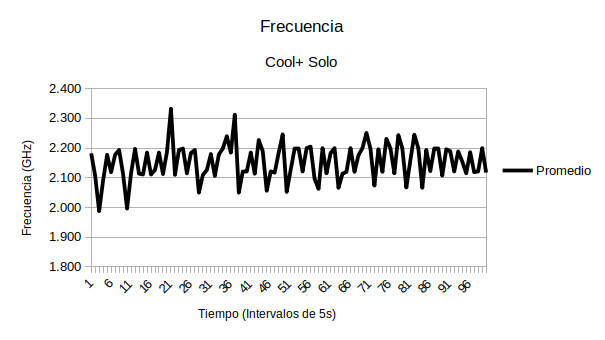 Frecuencia
Cool+ Solo
2.400
2.300
2.200
2.100
2.000
1.900
1.800
Frecuencia (GHz)
1 6 11 16 21 26 31 36 41 46 51 56 61 66 71 76 81 86 91 96
Tiempo (Intervalos de 5s)
Promedio